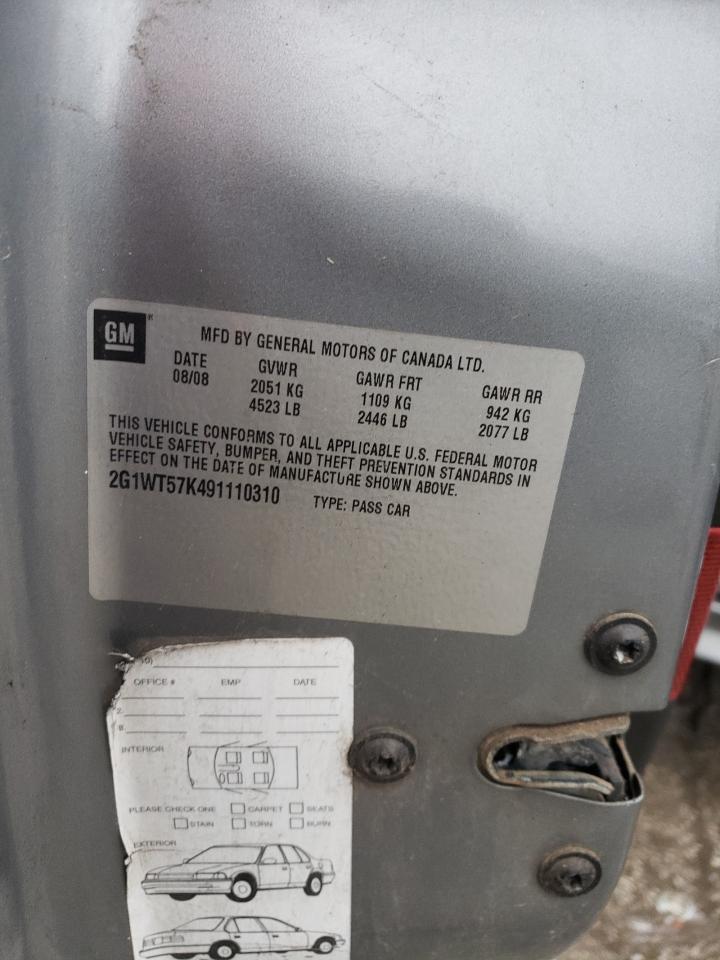 GM
MFD BY GENERAL MOTORS OF CANADA LTD.
DATE GVWR GAWR FRT GAWR RR
08/08 2051 KG 1109 KG 942 KG
4523 LB 2446 LB 2077 LB
THIS VEHICLE CONFORMS TO ALL APPLICABLE U.S. FEDERAL MOTOR
VEHICLE SAFETY, BUMPER, AND THEFT PREVENTION STANDARDS IN
EFFECT ON THE DATE OF MANUFACTURE SHOWN ABOVE.
2G1WT57K491110310 TYPE: PASS CAR
OFFICE # EMP DATE
INTERIOR
PLEASE CHECK ONE CARPET SEATS
STAIN TORN BURN
EXTERIOR